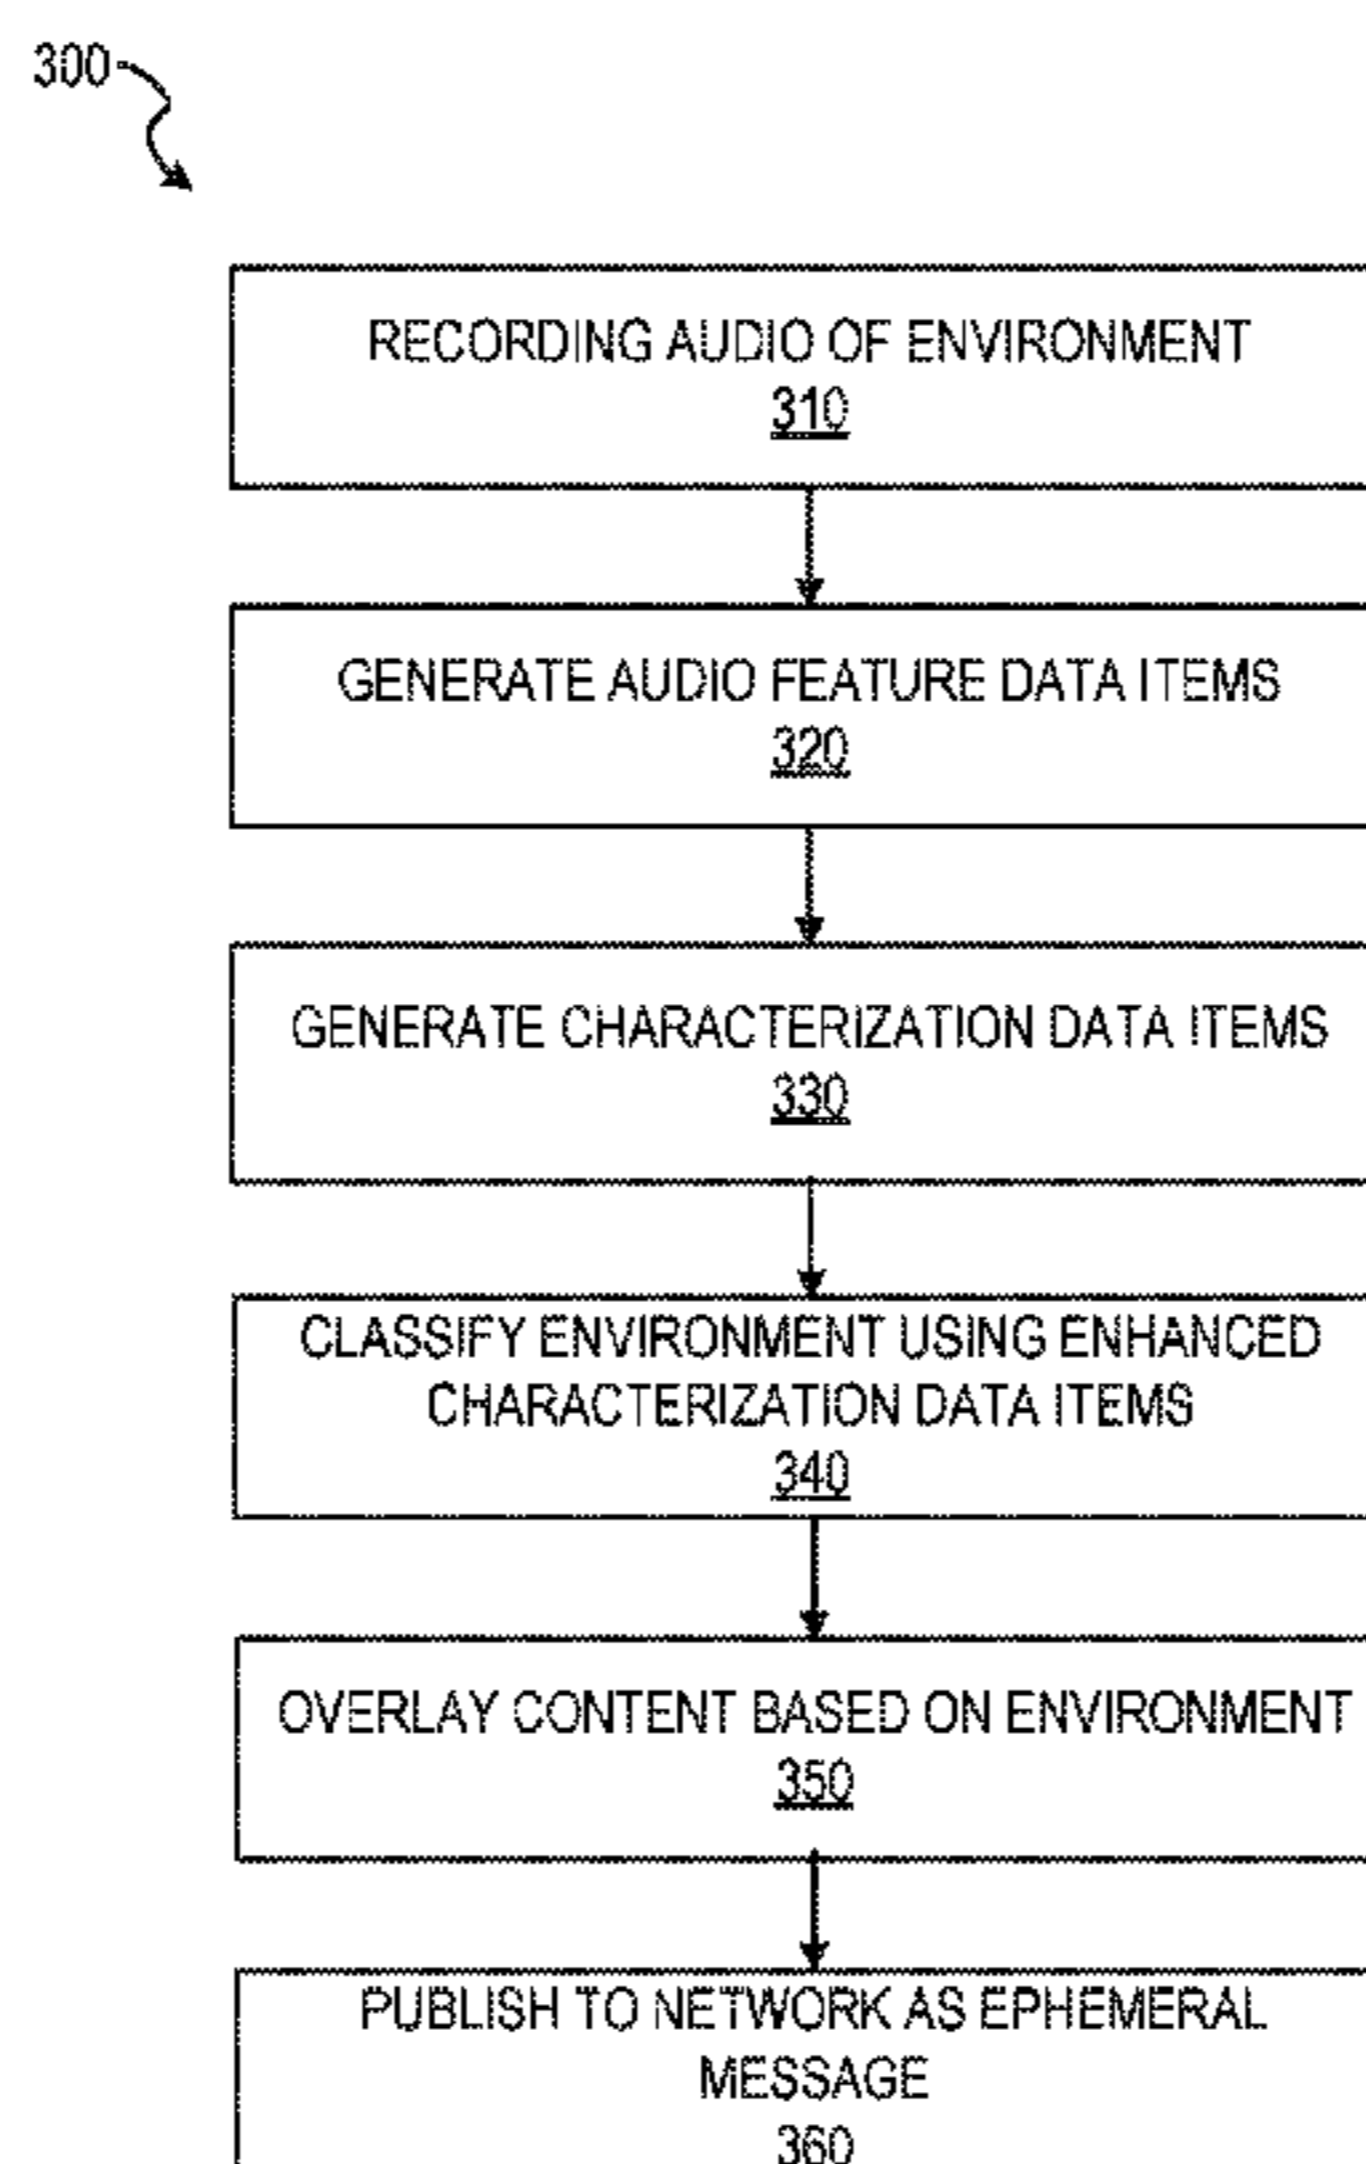 300
RECORDING AUDIO OF ENVIRONMENT
310
GENERATE AUDIO FEATURE DATA ITEMS
320
GENERATE CHARACTERIZATION DATA ITEMS
330
CLASSIFY ENVIRONMENT USING ENHANCED
CHARACTERIZATION DATA ITEMS
340
OVERLAY CONTENT BASED ON ENVIRONMENT
350
PUBLISH TO NETWORK AS EPHEMERAL
MESSAGE
360